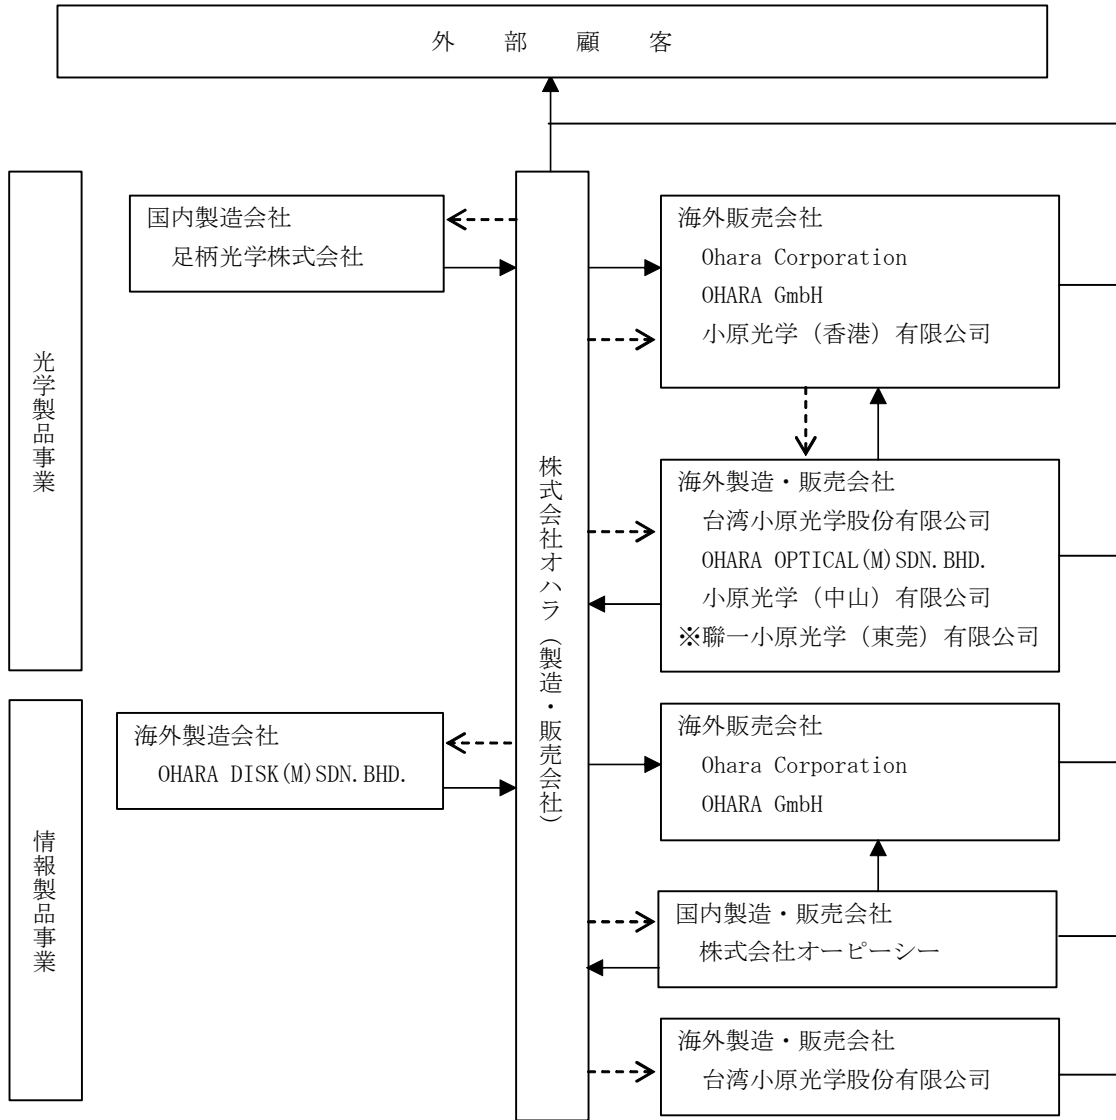 外部顧客
光学製品事業
国内製造会社
足柄光学株式会社
株式会社オハラ（製造・販売会社）
海外販売会社
Ohara Corporation
OHARA GmbH
小原光学（香港）有限公司
海外製造・販売会社
台湾小原光学股份有限公司
OHARA OPTICAL(M)SDN.BHD.
小原光学（中山）有限公司
※聯一小原光学（東莞）有限公司
情報製品事業
海外製造会社
OHARA DISK(M)SDN.BHD.
海外販売会社
Ohara Corporation
OHARA GmbH
国内製造・販売会社
株式会社オーピーシー
海外製造・販売会社
台湾小原光学股份有限公司